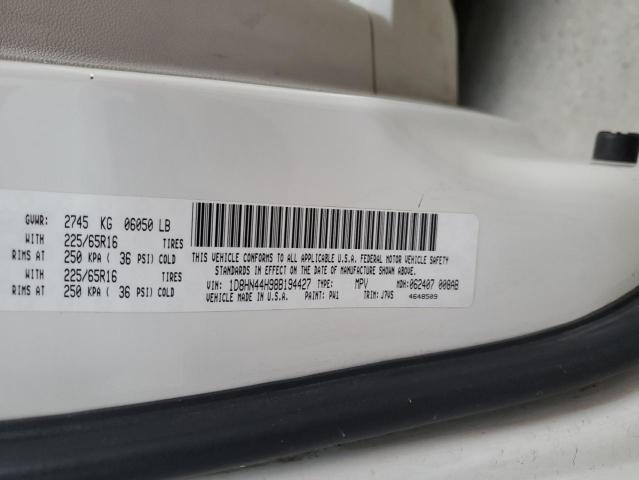 GVWR: 2745 KG 06050 LB
WITH 225/65R16 TIRES
RIMS AT 250 KPA ( 36 PSI) COLD
WITH 225/65R16 TIRES
RIMS AT 250 KPA ( 36 PSI) COLD
THIS VEHICLE CONFORMS TO ALL APPLICABLE U.S.A. FEDERAL MOTOR VEHICLE SAFETY
STANDARDS IN EFFECT ON THE DATE OF MANUFACTURE SHOWN ABOVE.
VIN: 1D8HN44H98B194427 TYPE: MPV MDH: 062407 008AB
VEHICLE MADE IN U.S.A. PAINT: PW1 TRIM: J7V5 4648509